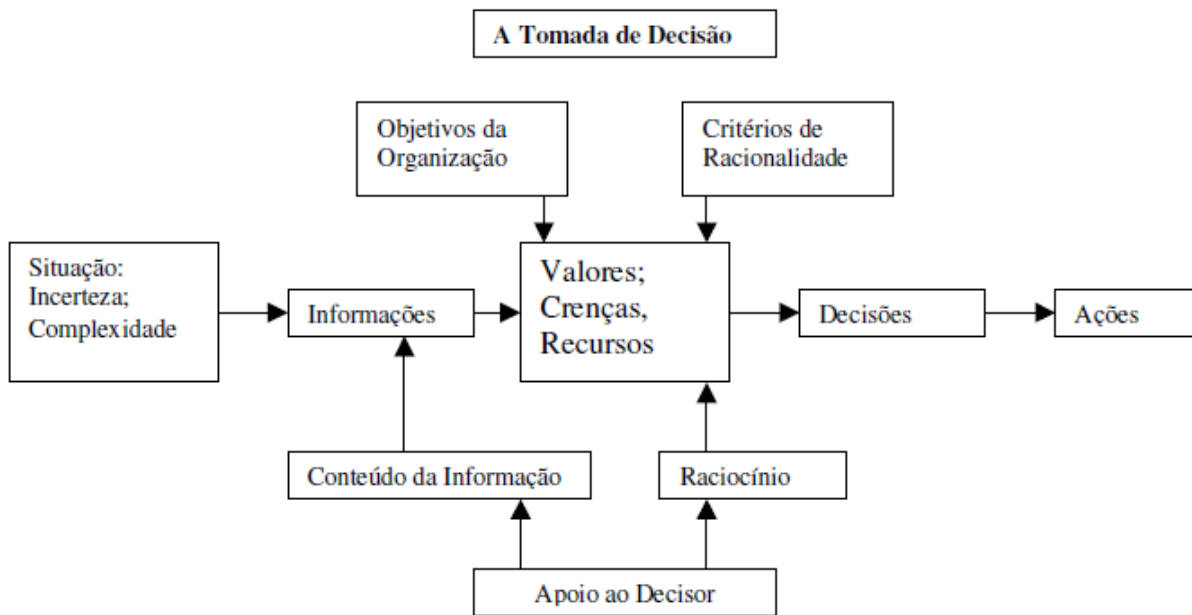 A Tomada de Decisão
Objetivos da
Organização
Critérios de
Racionalidade
Situação:
Incerteza;
Complexidade
Informações
Valores;
Crenças,
Recursos
Decisões
Ações
Conteúdo da Informação
Raciocínio
Apoio ao Decisor